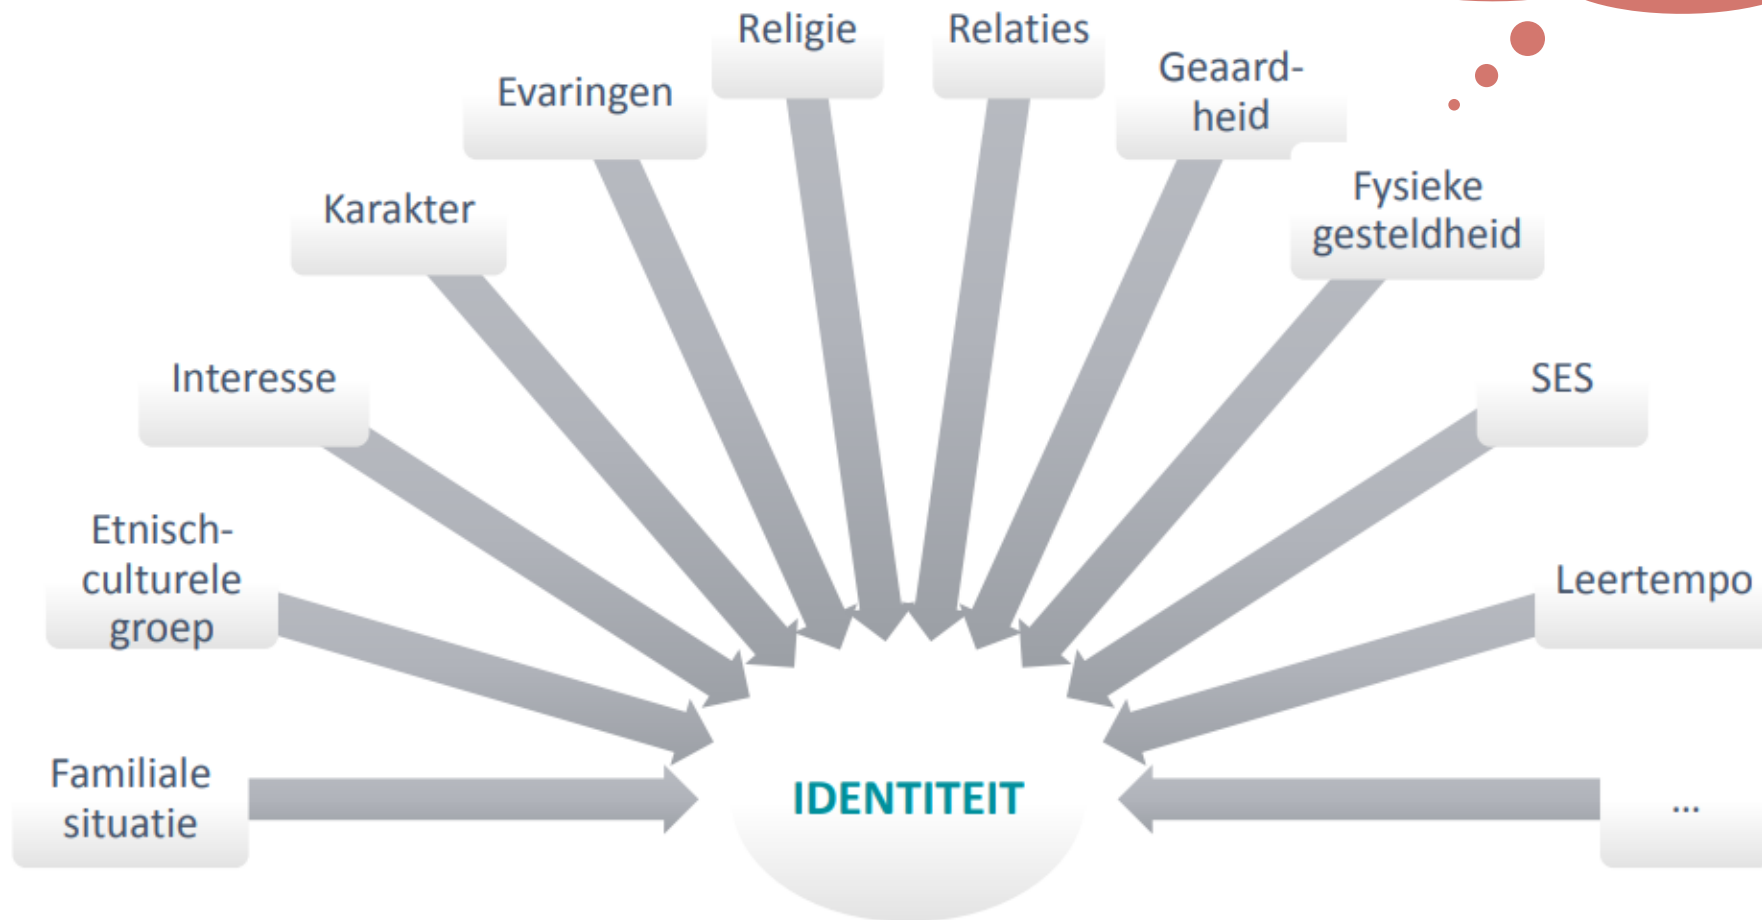 Religie
Relaties
Geaard-
heid
Evaringen
Fysieke
gesteldheid
Karakter
Interesse
SES
Etnisch-
culturele
groep
Leertempo
Familiale
situatie
IDENTITEIT
...